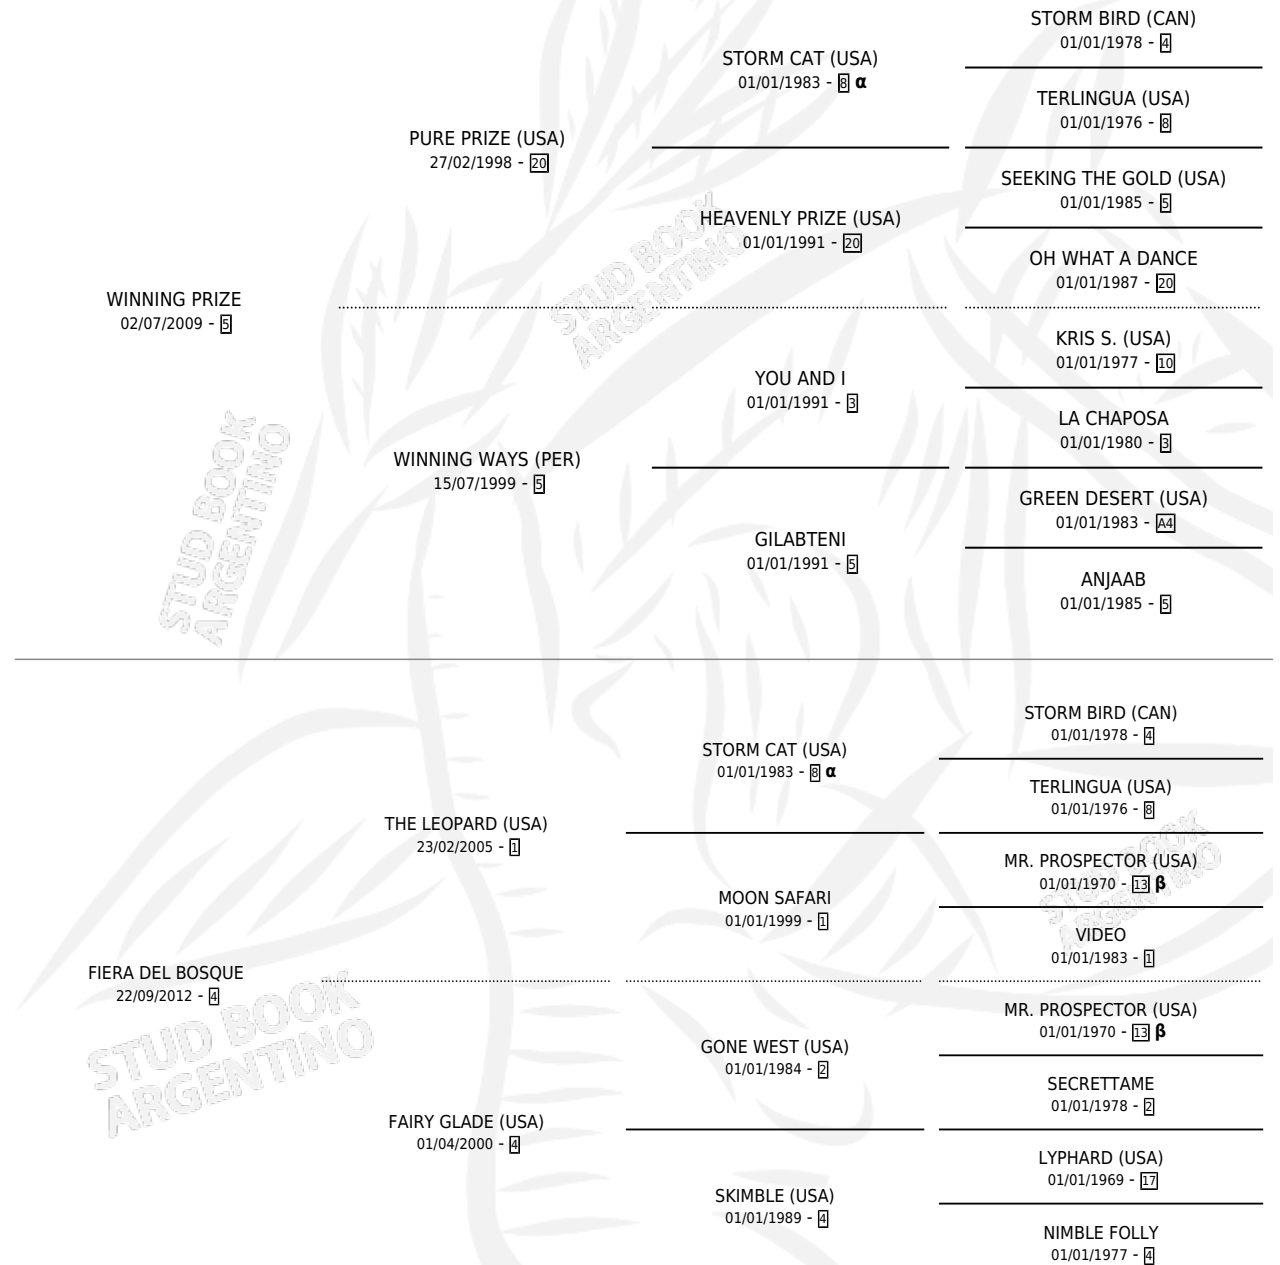 STORM BIRD (CAN)
01/01/1978 - 4
STORM CAT (USA)
01/01/1983 - 8 α
TERLINGUA (USA)
01/01/1976 - 8
PURE PRIZE (USA)
27/02/1998 - 20
SEEKING THE GOLD (USA)
01/01/1985 - 5
HEAVENLY PRIZE (USA)
01/01/1991 - 20
OH WHAT A DANCE
01/01/1987 - 20
WINNING PRIZE
02/07/2009 - 5
KRIS S. (USA)
01/01/1977 - 10
YOU AND I
01/01/1991 - 3
LA CHAPOSA
01/01/1980 - 3
WINNING WAYS (PER)
15/07/1999 - 5
GREEN DESERT (USA)
01/01/1983 - A4
GILABTENI
01/01/1991 - 5
ANJAAB
01/01/1985 - 5
STORM BIRD (CAN)
01/01/1978 - 4
STORM CAT (USA)
01/01/1983 - 8 α
TERLINGUA (USA)
01/01/1976 - 8
THE LEOPARD (USA)
23/02/2005 - 1
MR. PROSPECTOR (USA)
01/01/1970 - 13 β
MOON SAFARI
01/01/1999 - 1
VIDEO
01/01/1983 - 1
FIERA DEL BOSQUE
22/09/2012 - 4
MR. PROSPECTOR (USA)
01/01/1970 - 13 β
GONE WEST (USA)
01/01/1984 - 2
SECRETTAME
01/01/1978 - 2
FAIRY GLADE (USA)
01/04/2000 - 4
LYPHARD (USA)
01/01/1969 - 17
SKIMBLE (USA)
01/01/1989 - 4
NIMBLE FOLLY
01/01/1977 - 4
STUD BOOK
ARGENTINO
STUD BOOK
ARGENTINO
STUD BOOK
ARGENTINO
STUD BOOK
ARGENTINO